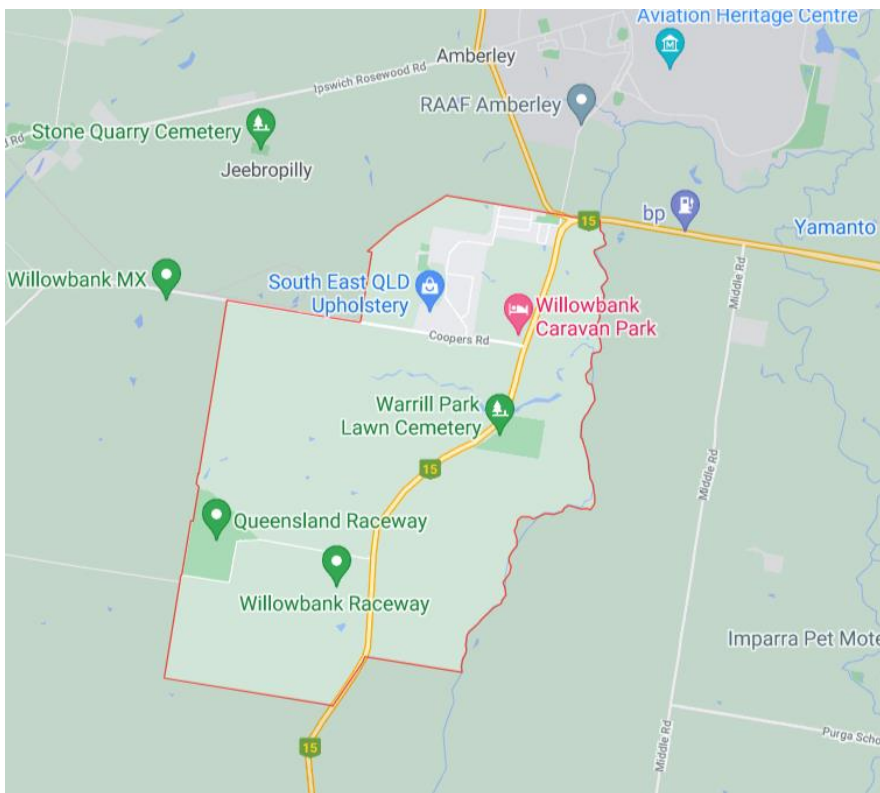 Aviation Heritage Centre
Amberley
Ipswich Rosewood Rd
RAAF Amberley
Stone Quarry Cemetery
d Rd
Jeebropilly
15
bp
Yamanto
Willowbank MX
South East QLD
Upholstery
Middle Rd
Willowbank
Caravan Park
Coopers Rd
Warrill Park
Lawn Cemetery
15
Middle Rd
Queensland Raceway
Willowbank Raceway
Imparra Pet Mote
Middle Rd
Purga Scho
15